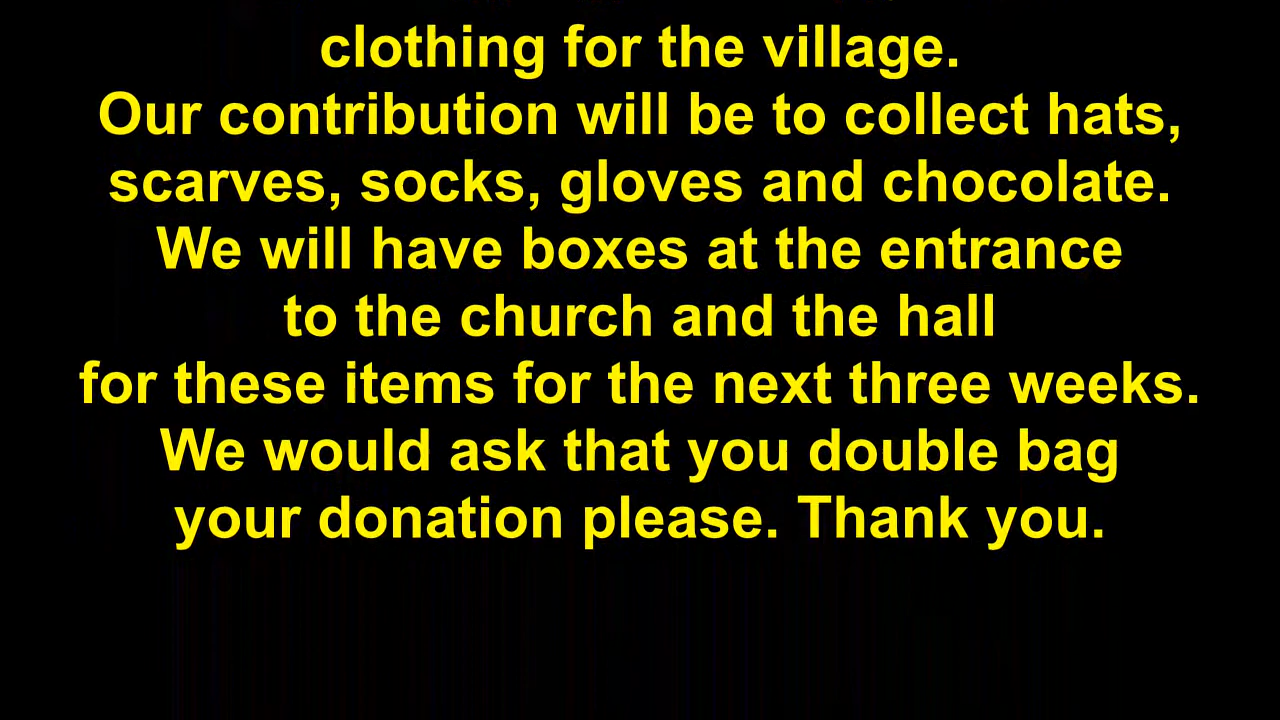 clothing for the village.
Our contribution will be to collect hats,
scarves, socks, gloves and chocolate.
We will have boxes at the entrance
to the church and the hall
for these items for the next three weeks.
We would ask that you double bag
your donation please. Thank you.